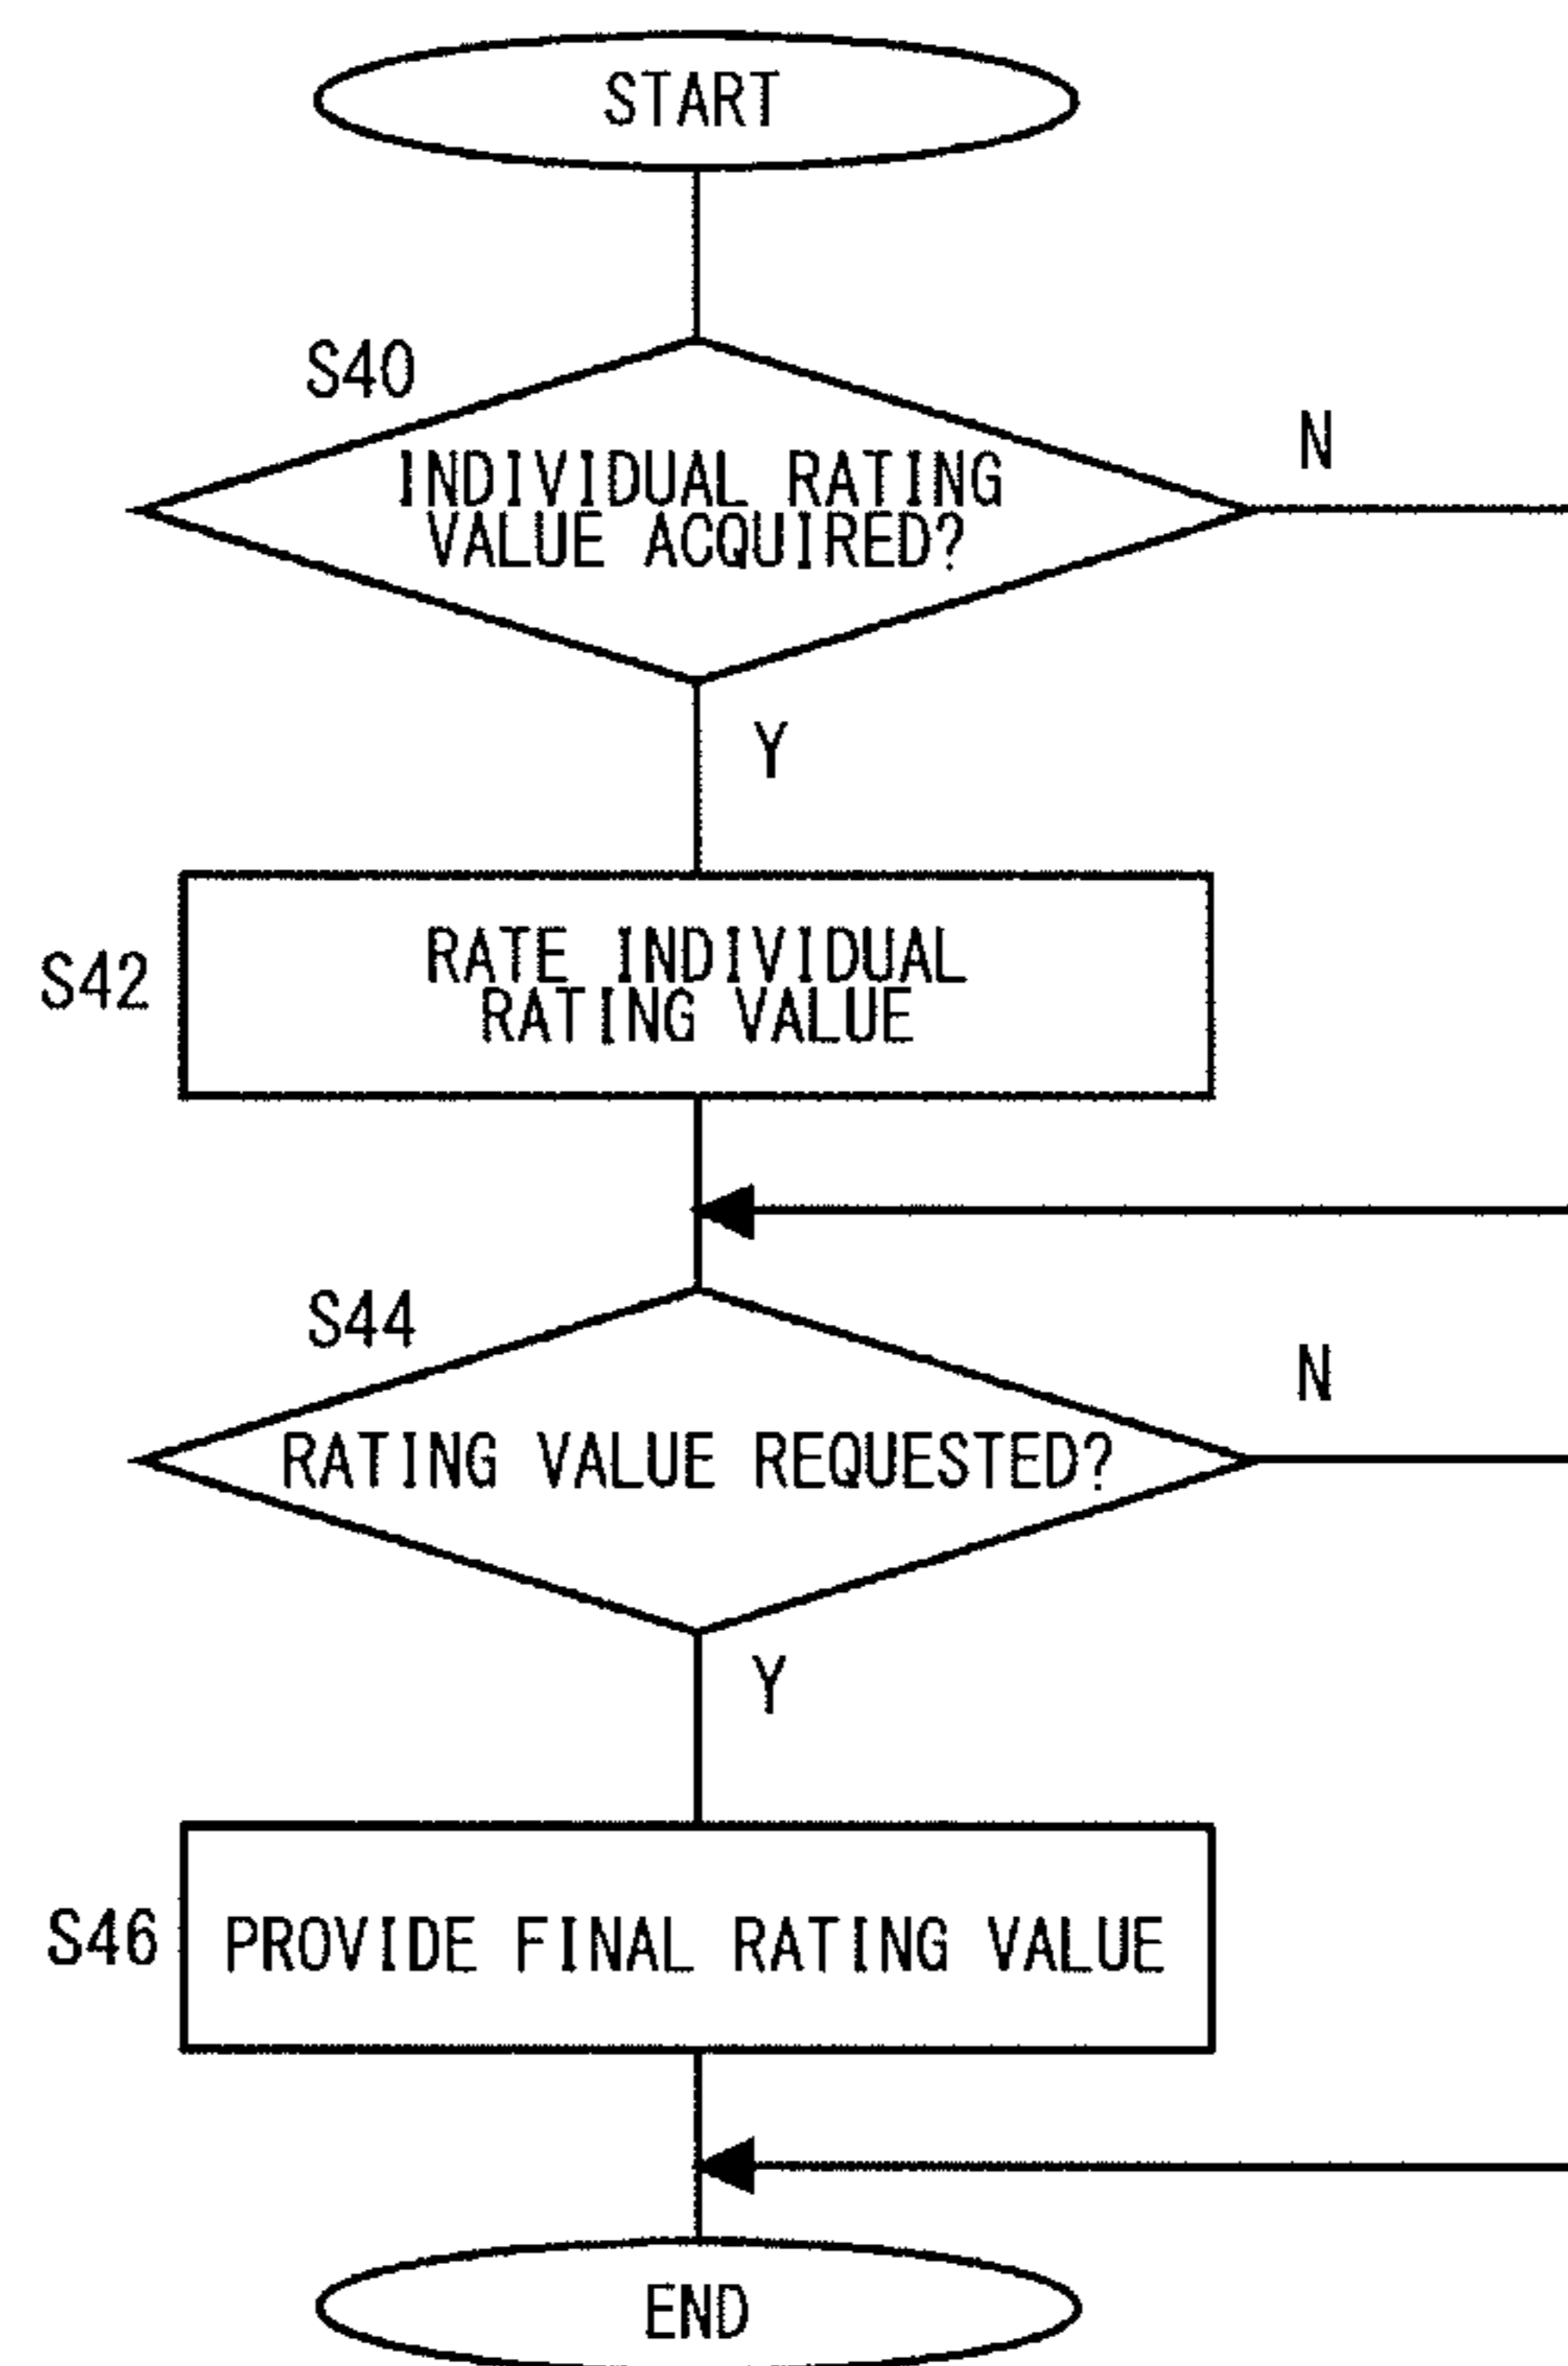 START
S40
INDIVIDUAL RATING
VALUE ACQUIRED?
N
Y
S42
RATE INDIVIDUAL
RATING VALUE
S44
RATING VALUE REQUESTED?
N
Y
S46
PROVIDE FINAL RATING VALUE
END